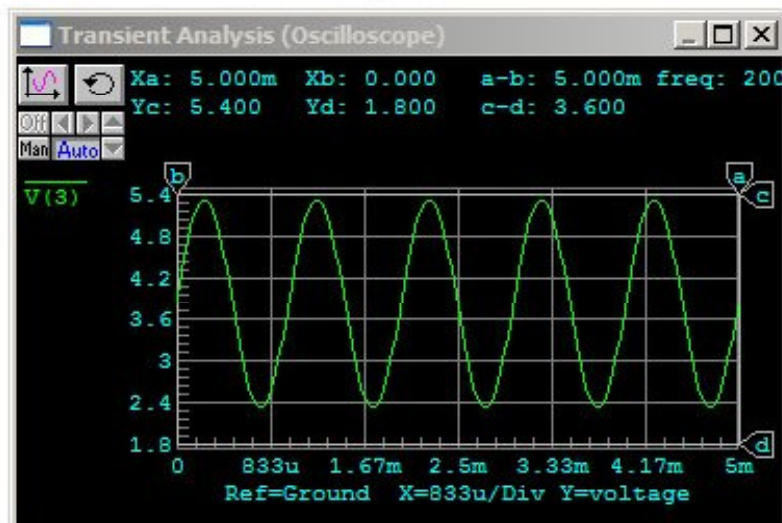 Transient Analysis (Oscilloscope)
Xa: 5.000m Xb: 0.000 a-b: 5.000m freq: 200
Yc: 5.400 Yd: 1.800 c-d: 3.600
Off
Man Auto
b a
V(3) 5.4 c
4.8
4.2
3.6
3
2.4
1.8 d
0 833u 1.67m 2.5m 3.33m 4.17m 5m
Ref=Ground X=833u/Div Y=voltage